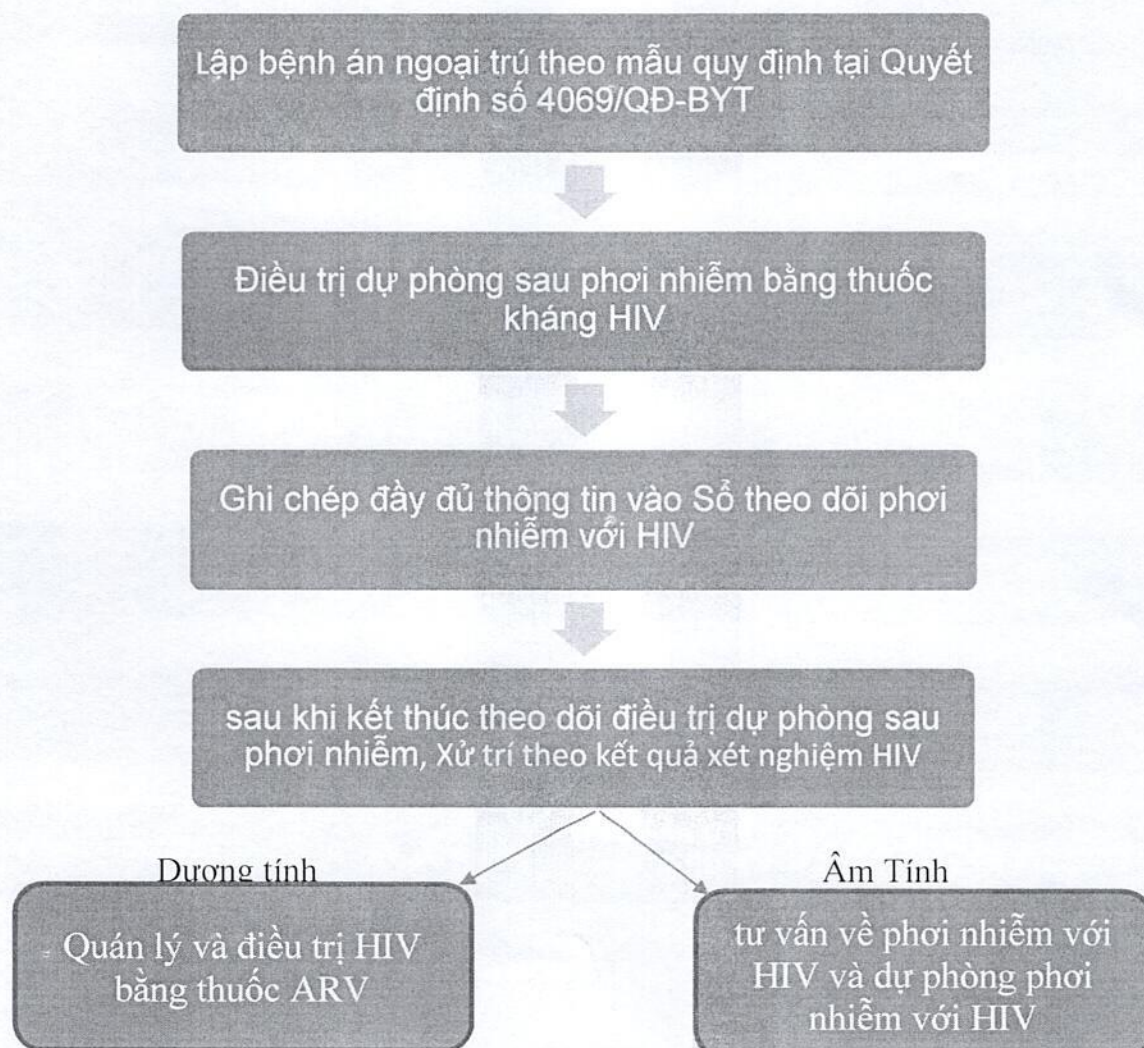 Lập bệnh án ngoại trú theo mẫu quy định tại Quyết
định số 4069/QĐ-BYT
Điều trị dự phòng sau phơi nhiễm bằng thuốc
kháng HIV
Ghi chép đầy đủ thông tin vào Sổ theo dõi phơi
nhiễm với HIV
sau khi kết thúc theo dõi điều trị dự phòng sau
phơi nhiễm, Xử trí theo kết quả xét nghiệm HIV
Dương tính
Quán lý và điều trị HIV
bằng thuốc ARV
Âm Tính
tư vấn về phơi nhiễm với
HIV và dự phòng phơi
nhiễm với HIV